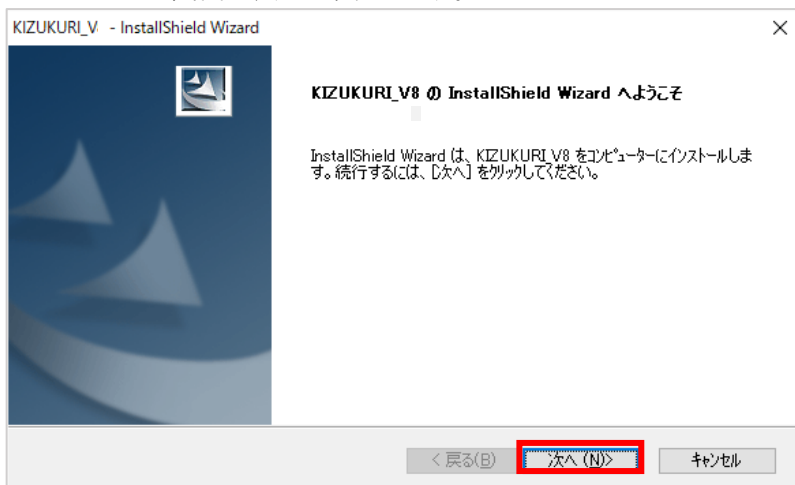 KIZUKURI_V - InstallShield Wizard
KIZUKURI_V8 の InstallShield Wizard へようこそ
InstallShield Wizard は、KIZUKURI_V8 をコンピューターにインストールしま
す。続行するには、[次へ] をクリックしてください。
< 戻る(B) 次へ (N)> キャンセル